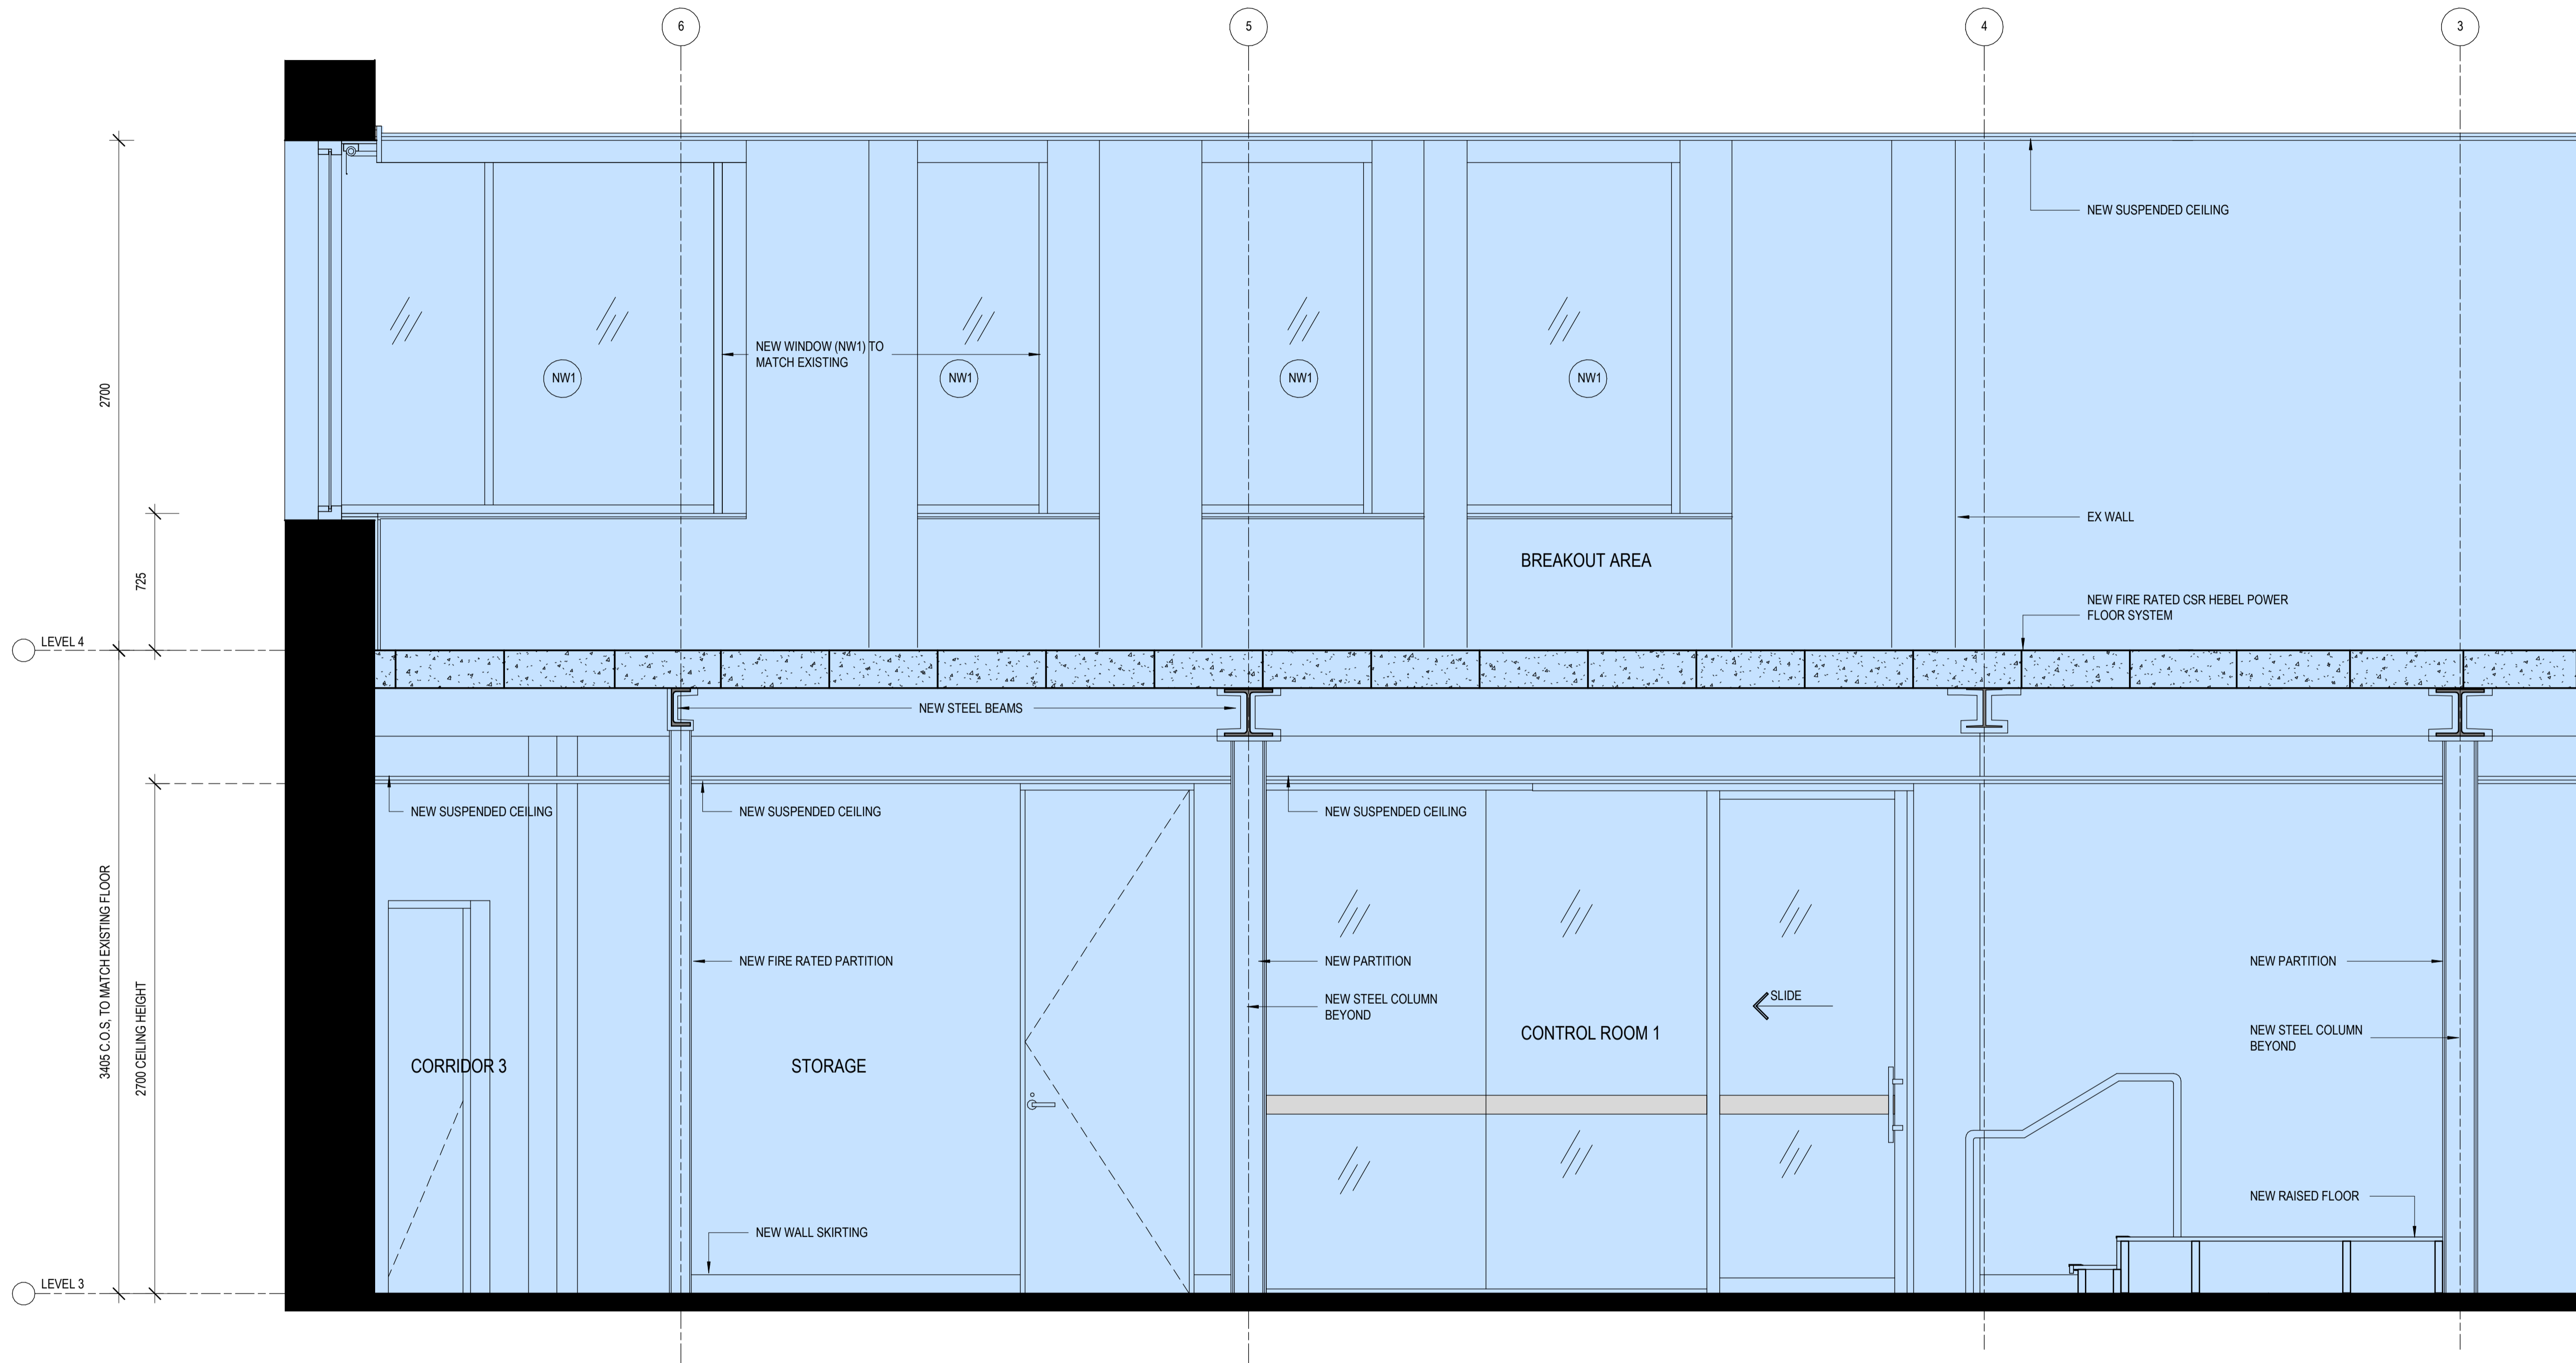 6
5
4
3
NEW SUSPENDED CEILING
2700
NEW WINDOW (NW1) TO
MATCH EXISTING
NW1
NW1
NW1
NW1
EX WALL
BREAKOUT AREA
725
NEW FIRE RATED CSR HEBEL POWER
FLOOR SYSTEM
LEVEL 4
NEW STEEL BEAMS
NEW SUSPENDED CEILING
NEW SUSPENDED CEILING
NEW SUSPENDED CEILING
3405 C.O.S, TO MATCH EXISTING FLOOR
2700 CEILING HEIGHT
NEW FIRE RATED PARTITION
NEW PARTITION
NEW PARTITION
NEW STEEL COLUMN
BEYOND
SLIDE
CONTROL ROOM 1
NEW STEEL COLUMN
BEYOND
CORRIDOR 3
STORAGE
NEW RAISED FLOOR
NEW WALL SKIRTING
LEVEL 3